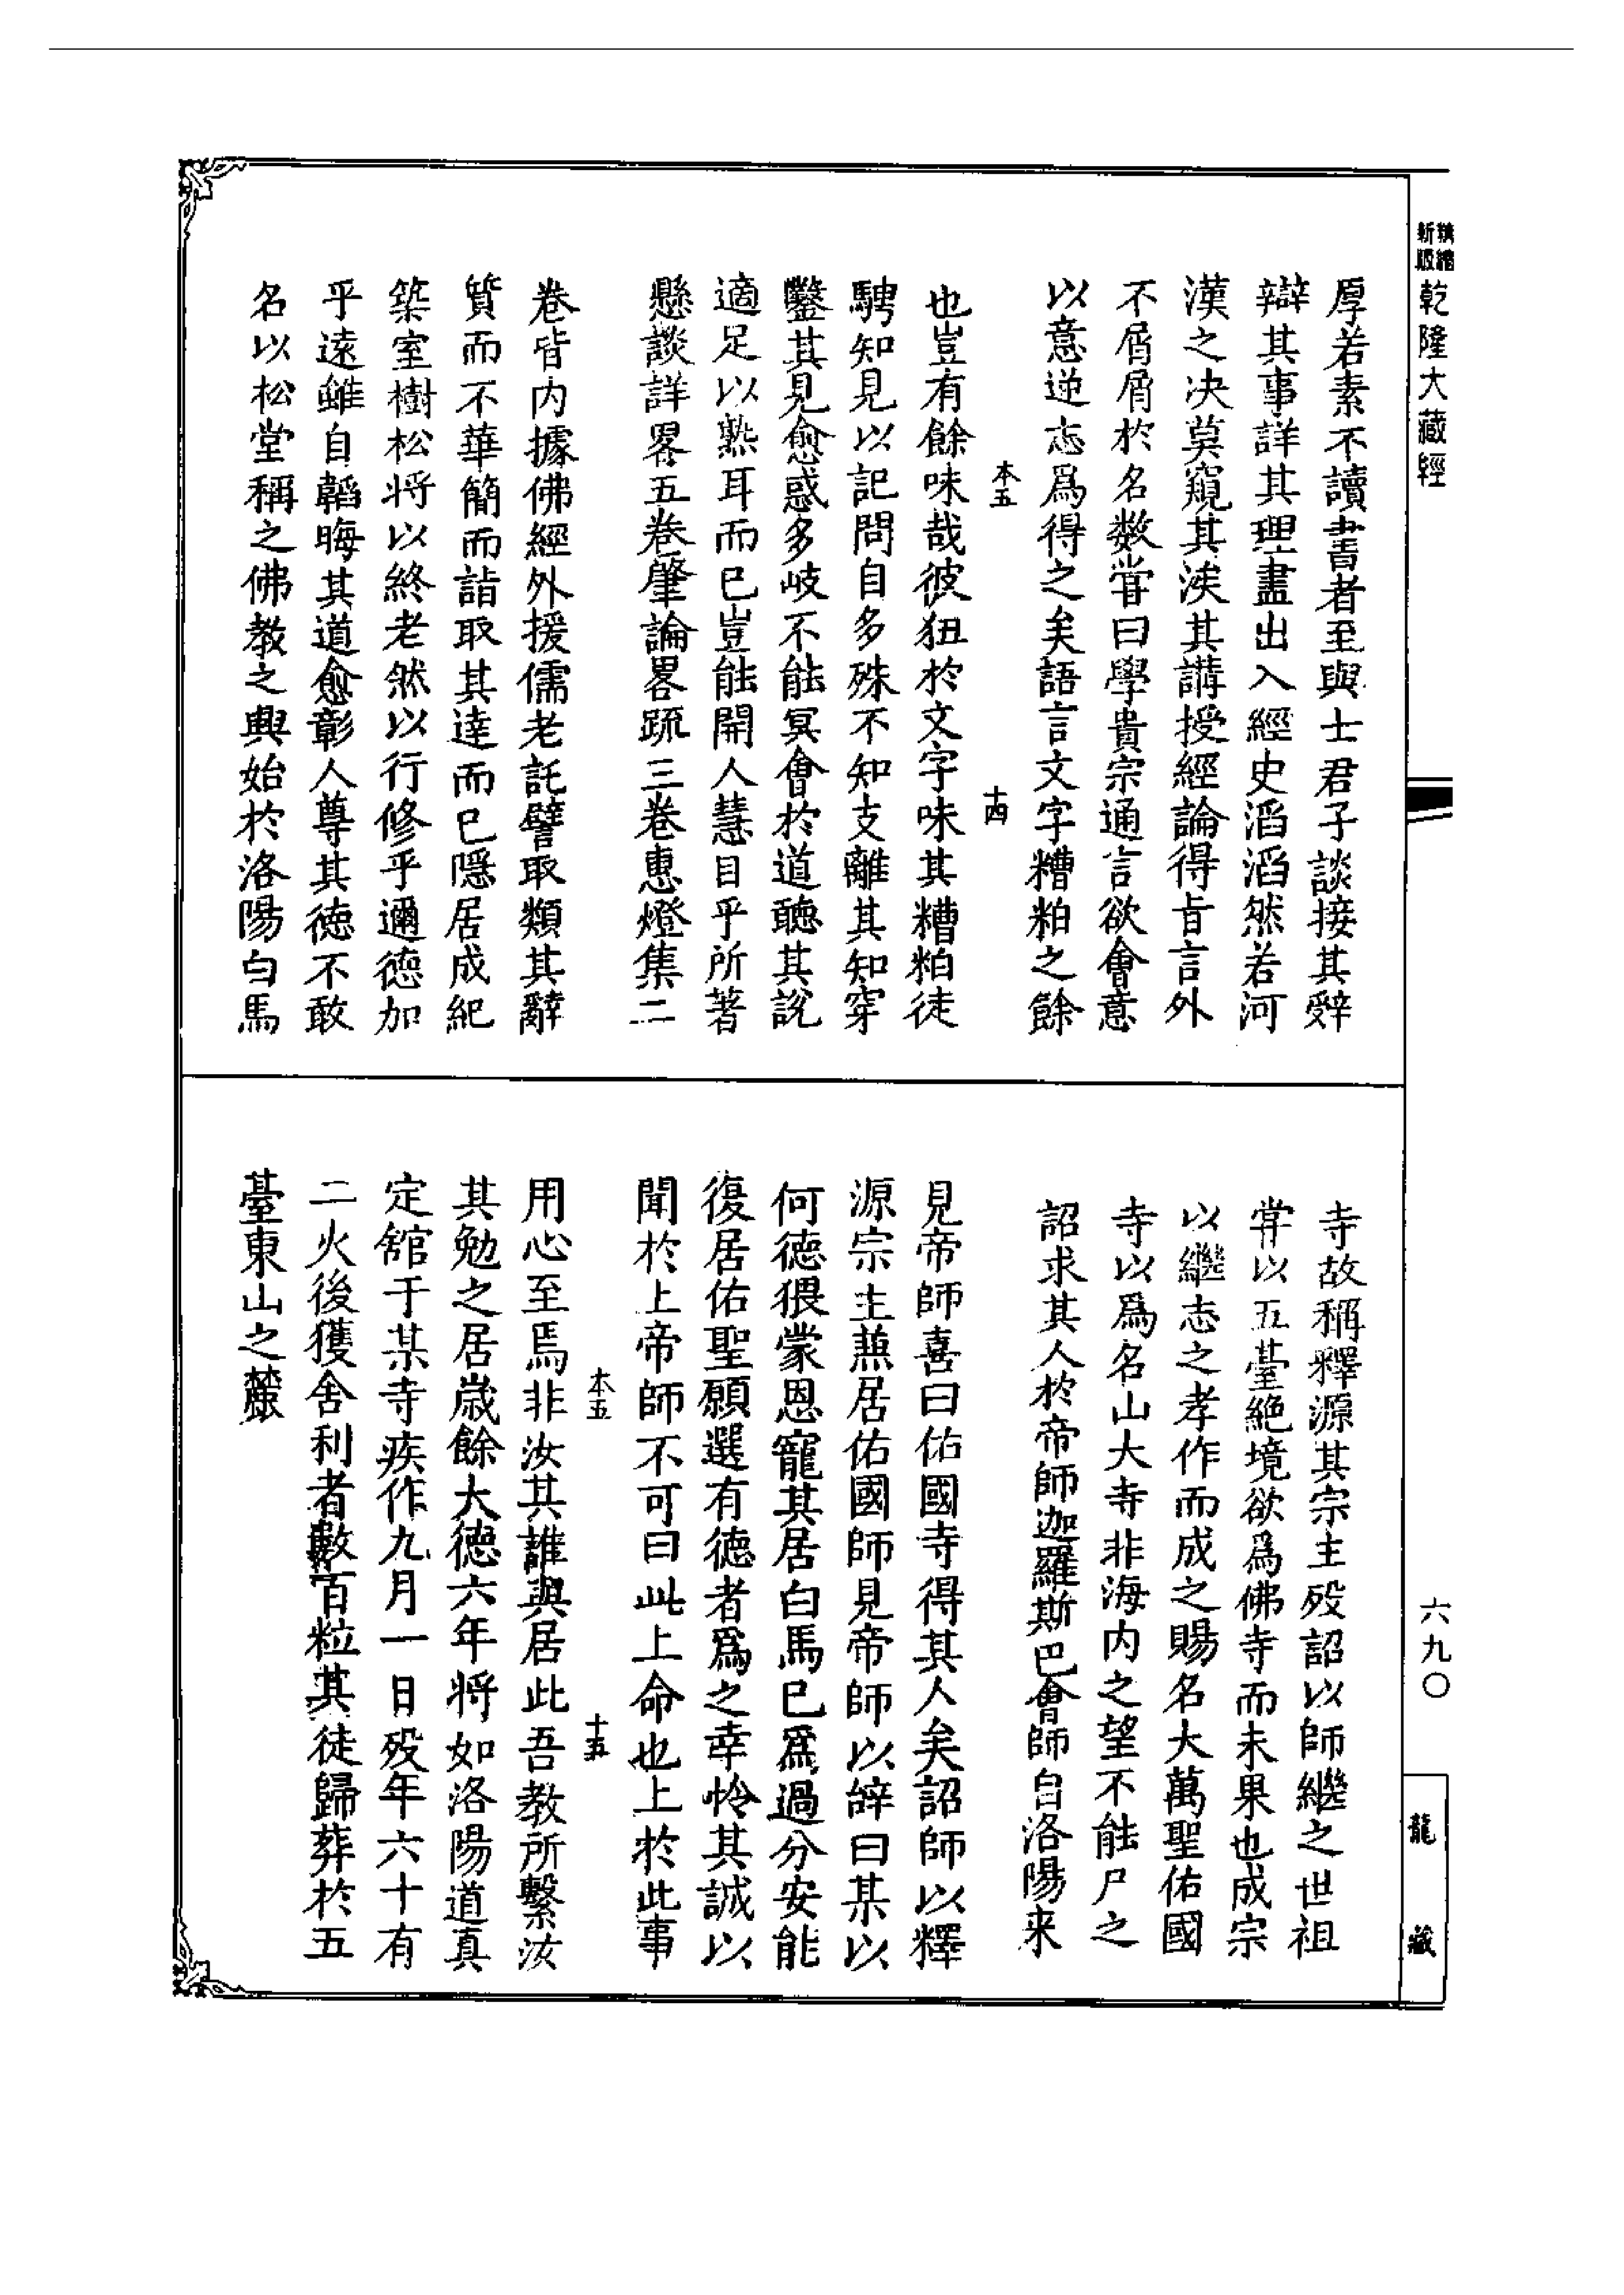 精縮新版乾隆大藏經
厚若素不讀書者至與士君子談接其辭
辯其事詳其理盡出入經史滔滔然若河
漢之决莫窺其涘其講授經論得旨言外
不屑屑於名數甞曰學貴宗通言欲會意
以意逆志爲得之矣語言文字糟粕之餘
本五
十四
也豈有餘味哉彼狃於文字味其糟粕徒
騁知見以記問自多殊不知支離其知穿
鑿其見愈惑多岐不能冥會於道聽其說
適足以熟耳而已豈能開人慧目乎所著
懸談詳畧五卷肇論畧疏三卷惠燈集二
卷皆內據佛經外援儒老託譬取類其辭
質而不華簡而詣取其達而已隱居成紀
築室樹松將以終老然以行修乎邇德加
乎遠雖自韜晦其道愈彰人尊其德不敢
名以松堂稱之佛教之興始於洛陽白馬
寺故稱釋源其宗主歿詔以師繼之世祖
甞以五臺絕境欲爲佛寺而未果也成宗
以繼志之孝作而成之賜名大萬聖佑國
寺以爲名山大寺非海內之望不能尸之
詔求其人於帝師迦羅斯巴會師自洛陽来
見帝師喜曰佑國寺得其人矣詔師以釋
源宗主兼居佑國師見帝師以辭曰某以
何德猥蒙恩寵其居白馬已爲過分安能
復居佑聖願選有德者爲之幸怜其誠以
聞於上帝師不可曰此上命也上於此事
本五
十五
用心至焉非汝其誰與居此吾教所繫汝
其勉之居歲餘大德六年將如洛陽道真
定舘于某寺疾作九月一日歿年六十有
二火後獲舍利者數百粒其徒歸葬於五
臺東山之麓
六九〇
龍藏